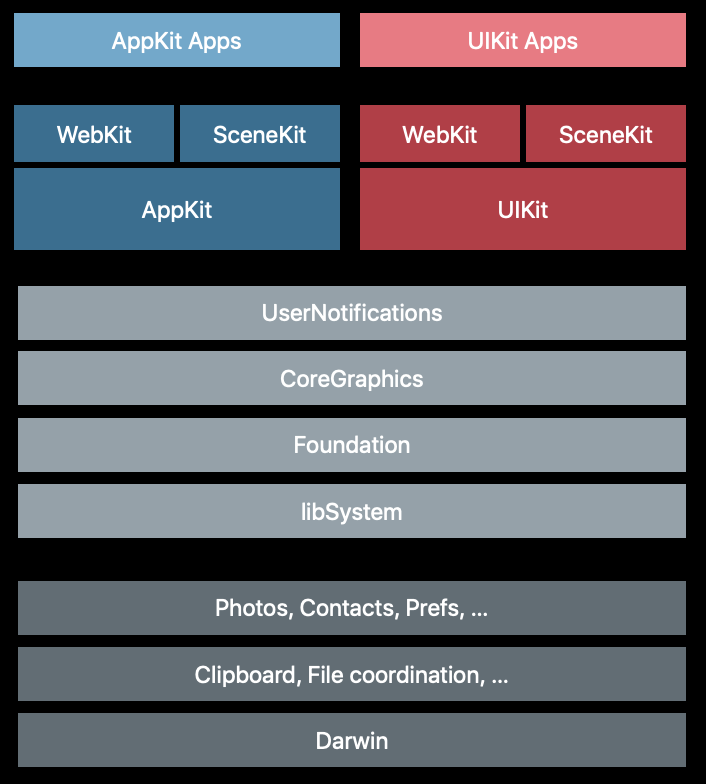 AppKit Apps
UIKit Apps
WebKit
SceneKit
WebKit
SceneKit
AppKit
UIKit
UserNotifications
CoreGraphics
Foundation
libSystem
Photos, Contacts, Prefs, ...
Clipboard, File coordination, ...
Darwin